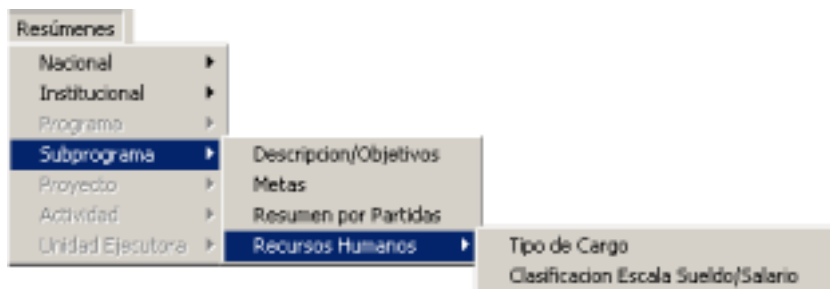 Resúmenes
Nacional
Institucional
Programa
Subprograma
Proyecto
Actividad
Unidad Ejecutora
Descripcion/Objetivos
Metas
Resumen por Partidas
Recursos Humanos
Tipo de Cargo
Clasificacion Escala Sueldo/Salario